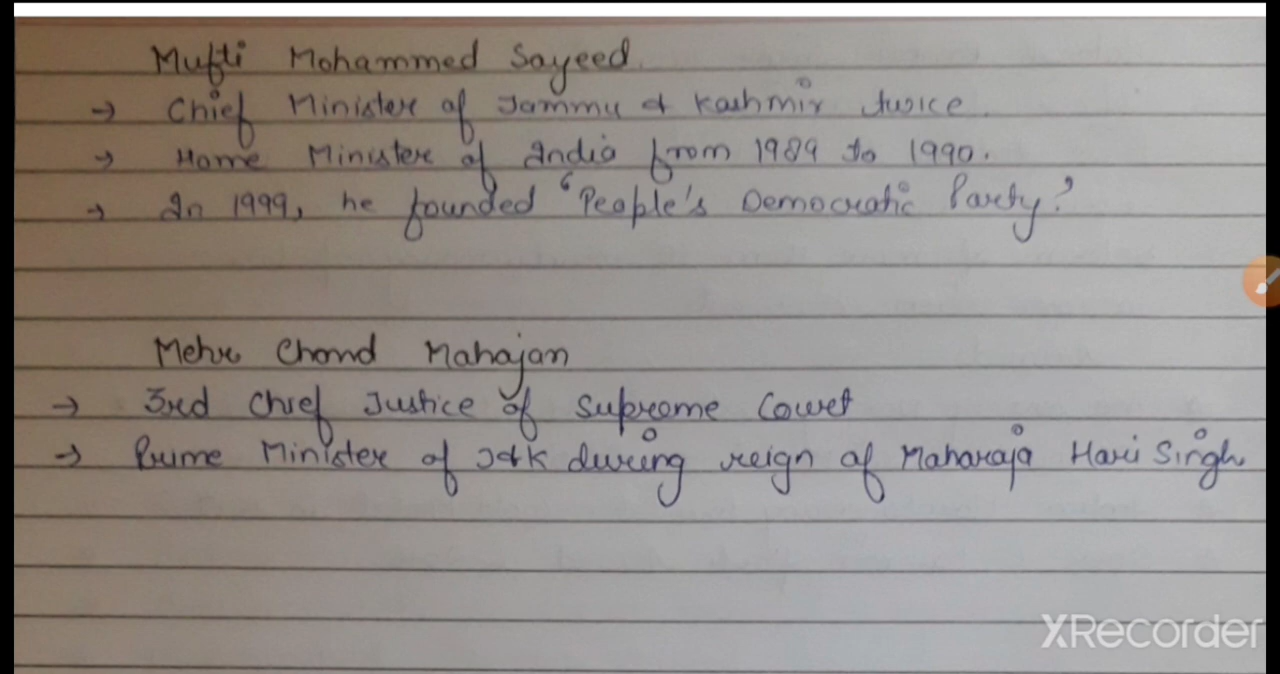 Mufti Mohammed Sayeed
→ Chief Minister of Jammu & Kashmir twice.
→ Home Minister of India from 1989 to 1990.
→ In 1999, he founded 'People's Democratic Party'
Mehr Chand Mahajan
→ 3rd Chief Justice of Supreme Court
→ Prime Minister of J&K during reign of Maharaja Hari Singh
XRecorder